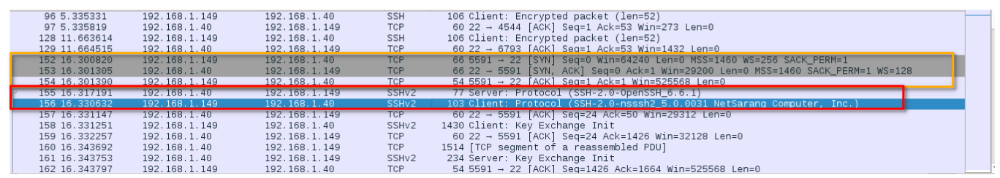 96 5.335331 192.168.1.149 192.168.1.40 SSH 106 Client: Encrypted packet (len=52)
97 5.335819 192.168.1.40 192.168.1.149 TCP 60 22 → 4544 [ACK] Seq=1 Ack=53 Win=273 Len=0
128 11.663614 192.168.1.149 192.168.1.40 SSH 106 Client: Encrypted packet (len=52)
129 11.664515 192.168.1.40 192.168.1.149 TCP 60 22 → 6793 [ACK] Seq=1 Ack=53 Win=1432 Len=0
152 16.300820 192.168.1.149 192.168.1.40 TCP 66 5591 → 22 [SYN] Seq=0 Win=64240 Len=0 MSS=1460 WS=256 SACK_PERM=1
153 16.301305 192.168.1.40 192.168.1.149 TCP 66 22 → 5591 [SYN, ACK] Seq=0 Ack=1 Win=29200 Len=0 MSS=1460 SACK_PERM=1 WS=128
154 16.301390 192.168.1.149 192.168.1.40 TCP 54 5591 → 22 [ACK] Seq=1 Ack=1 Win=525568 Len=0
155 16.317191 192.168.1.40 192.168.1.149 SSHv2 77 Server: Protocol (SSH-2.0-OpenSSH_6.6.1)
156 16.330632 192.168.1.149 192.168.1.40 SSHv2 103 Client: Protocol (SSH-2.0-nsssh2_5.0.0031 NetSarang Computer, Inc.)
157 16.331147 192.168.1.40 192.168.1.149 TCP 60 22 → 5591 [ACK] Seq=24 Ack=50 Win=29312 Len=0
158 16.331251 192.168.1.149 192.168.1.40 SSHv2 1430 Client: Key Exchange Init
159 16.332257 192.168.1.40 192.168.1.149 TCP 60 22 → 5591 [ACK] Seq=24 Ack=1426 Win=32128 Len=0
160 16.343692 192.168.1.40 192.168.1.149 TCP 1514 [TCP segment of a reassembled PDU]
161 16.343753 192.168.1.40 192.168.1.149 SSHv2 234 Server: Key Exchange Init
162 16.343797 192.168.1.149 192.168.1.40 TCP 54 5591 → 22 [ACK] Seq=1426 Ack=1664 Win=525568 Len=0